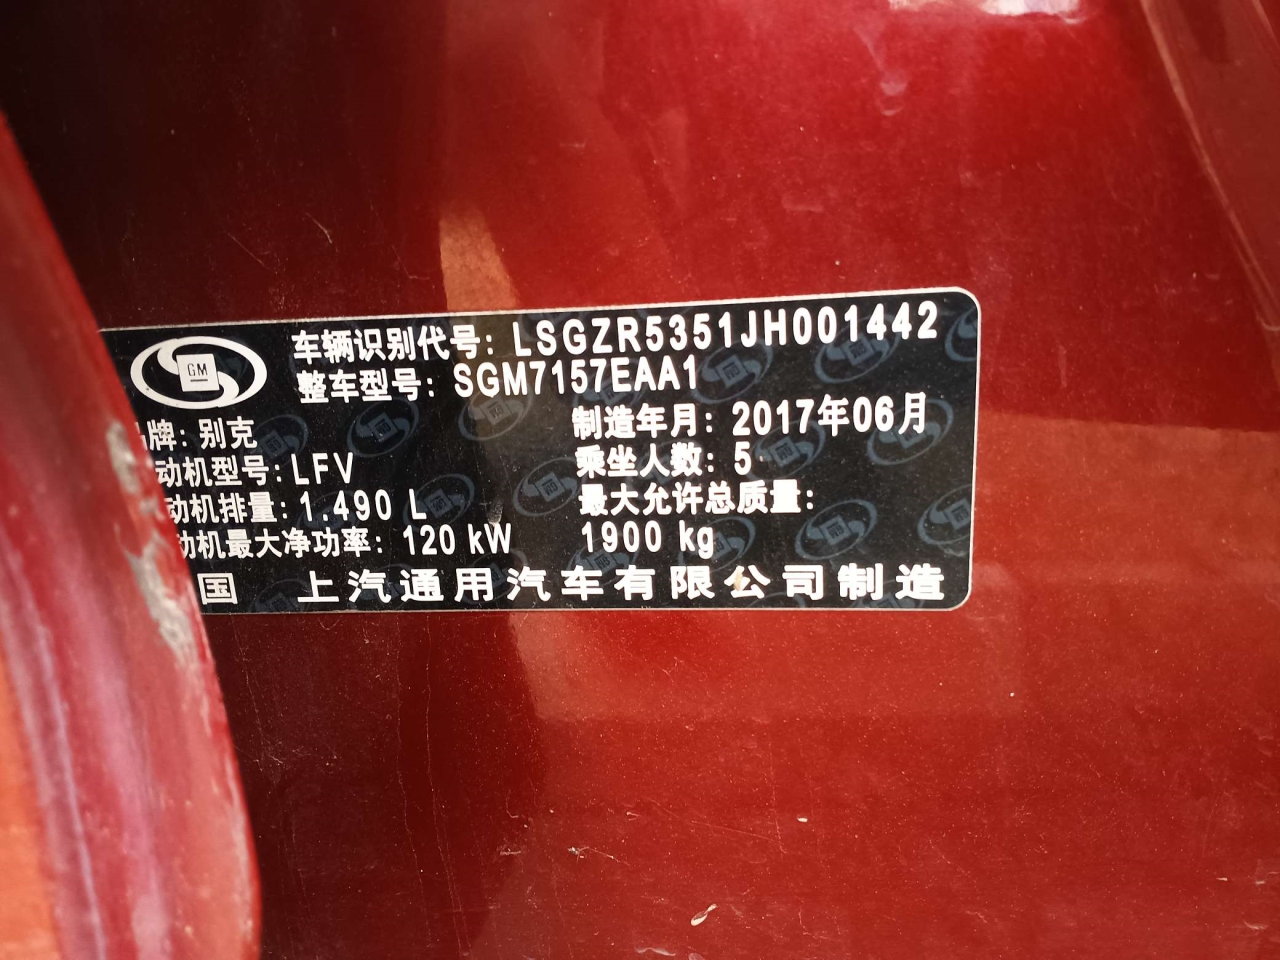 GM
车辆识别代号: LSGZR5351JH001442
整车型号: SGM7157EAA1
牌: 别克
制造年月: 2017年06月
动机型号: LFV
乘坐人数: 5
动机排量: 1.490 L
最大允许总质量:
动机最大净功率: 120 kW
1900 kg
国 上汽通用汽车有限公司制造